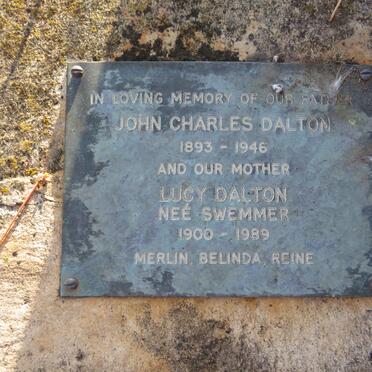 IN LOVING MEMORY OF OUR FATHER
JOHN CHARLES DALTON
1893 - 1946
AND OUR MOTHER
LUCY DALTON
NEÉ SWEMMER
1900 - 1989
MERLIN, BELINDA, REINE